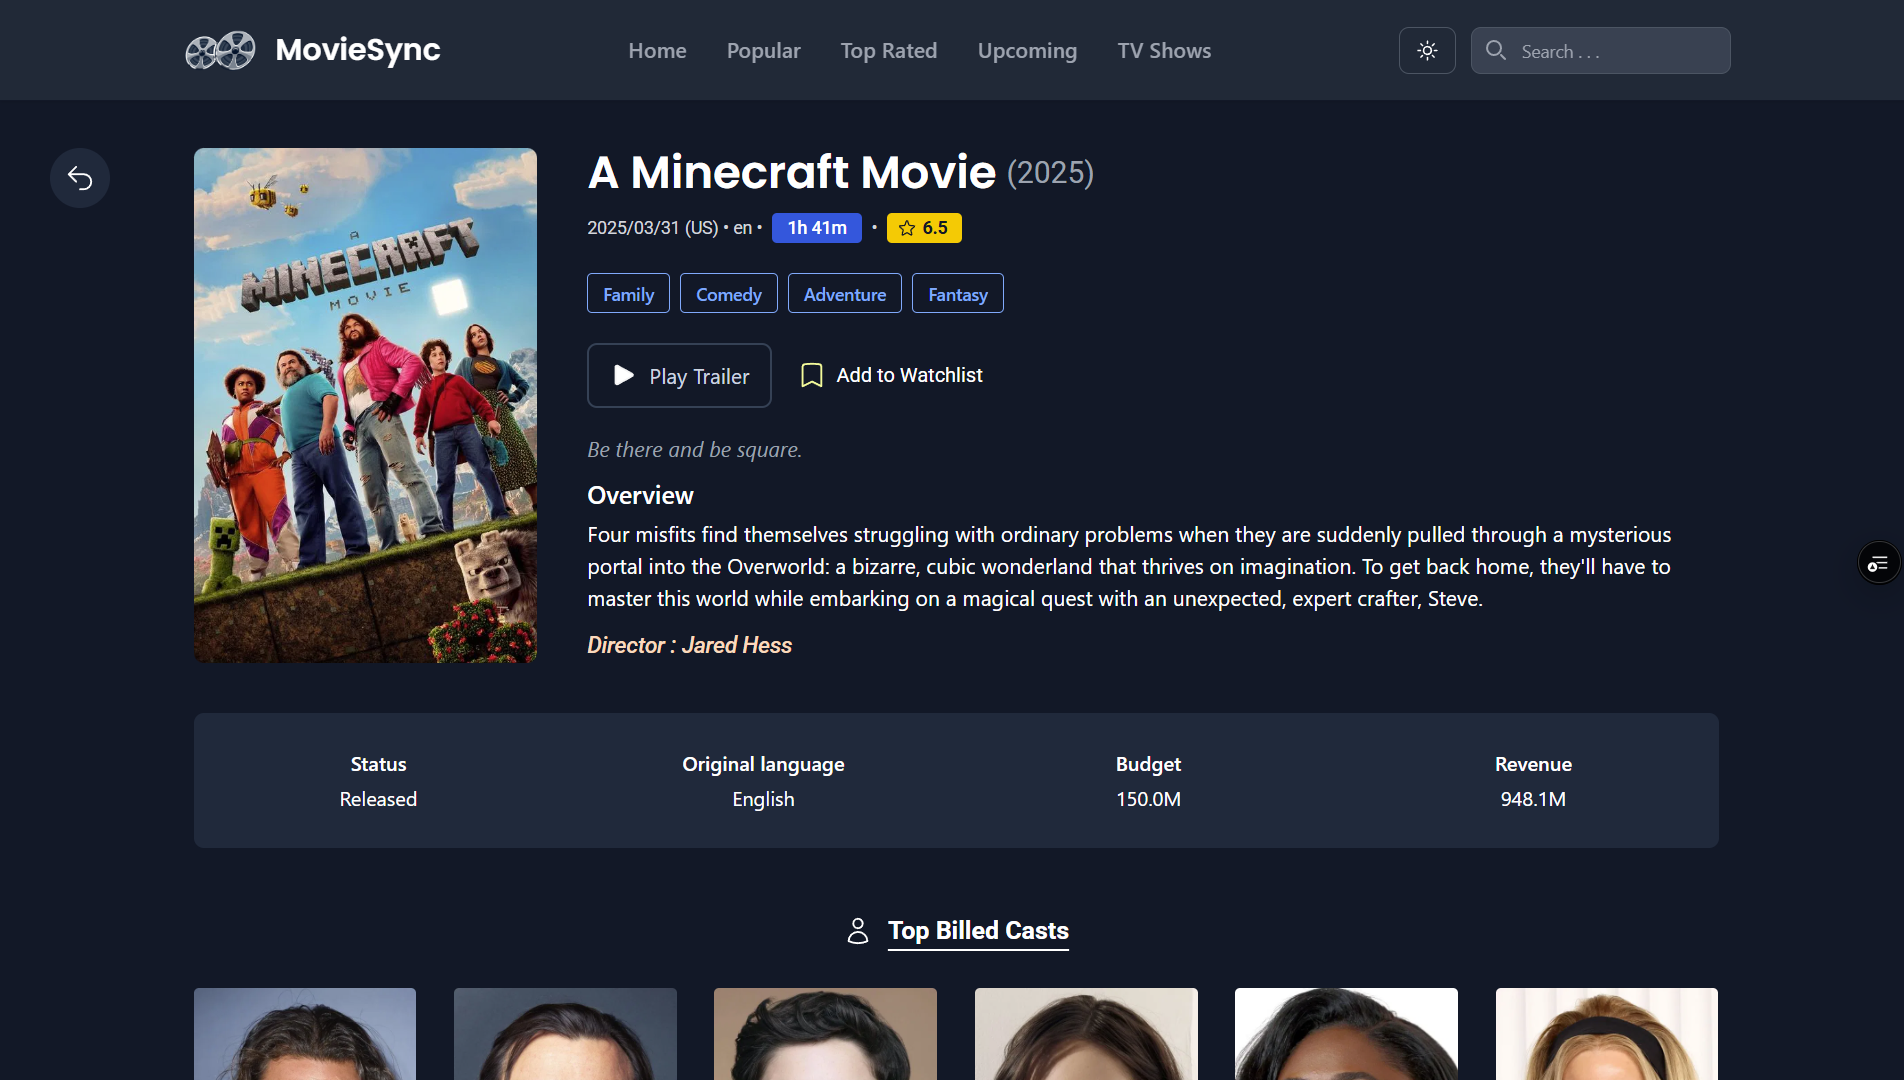 MovieSync
Home
Popular
Top Rated
Upcoming
TV Shows
Search . . .
A
MINECRAFT
MOVIE
A Minecraft Movie (2025)
2025/03/31 (US) • en • 1h 41m • 6.5
Family
Comedy
Adventure
Fantasy
Play Trailer
Add to Watchlist
Be there and be square.
Overview
Four misfits find themselves struggling with ordinary problems when they are suddenly pulled through a mysterious
portal into the Overworld: a bizarre, cubic wonderland that thrives on imagination. To get back home, they'll have to
master this world while embarking on a magical quest with an unexpected, expert crafter, Steve.
Director : Jared Hess
Status
Released
Original language
English
Budget
150.0M
Revenue
948.1M
Top Billed Casts